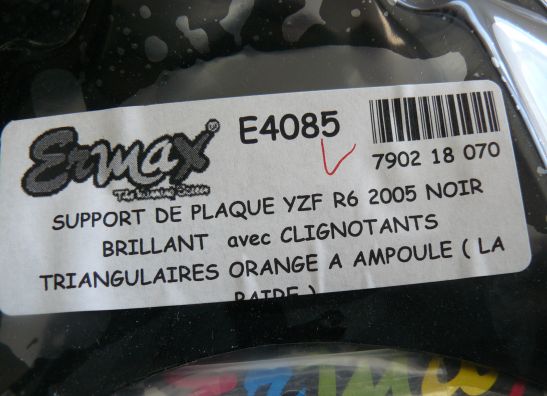 Ermax®
The Winning Screen
E4085
7902 18 070
SUPPORT DE PLAQUE YZF R6 2005 NOIR
BRILLANT avec CLIGNOTANTS
TRIANGULAIRES ORANGE A AMPOULE ( LA
PAIRE )